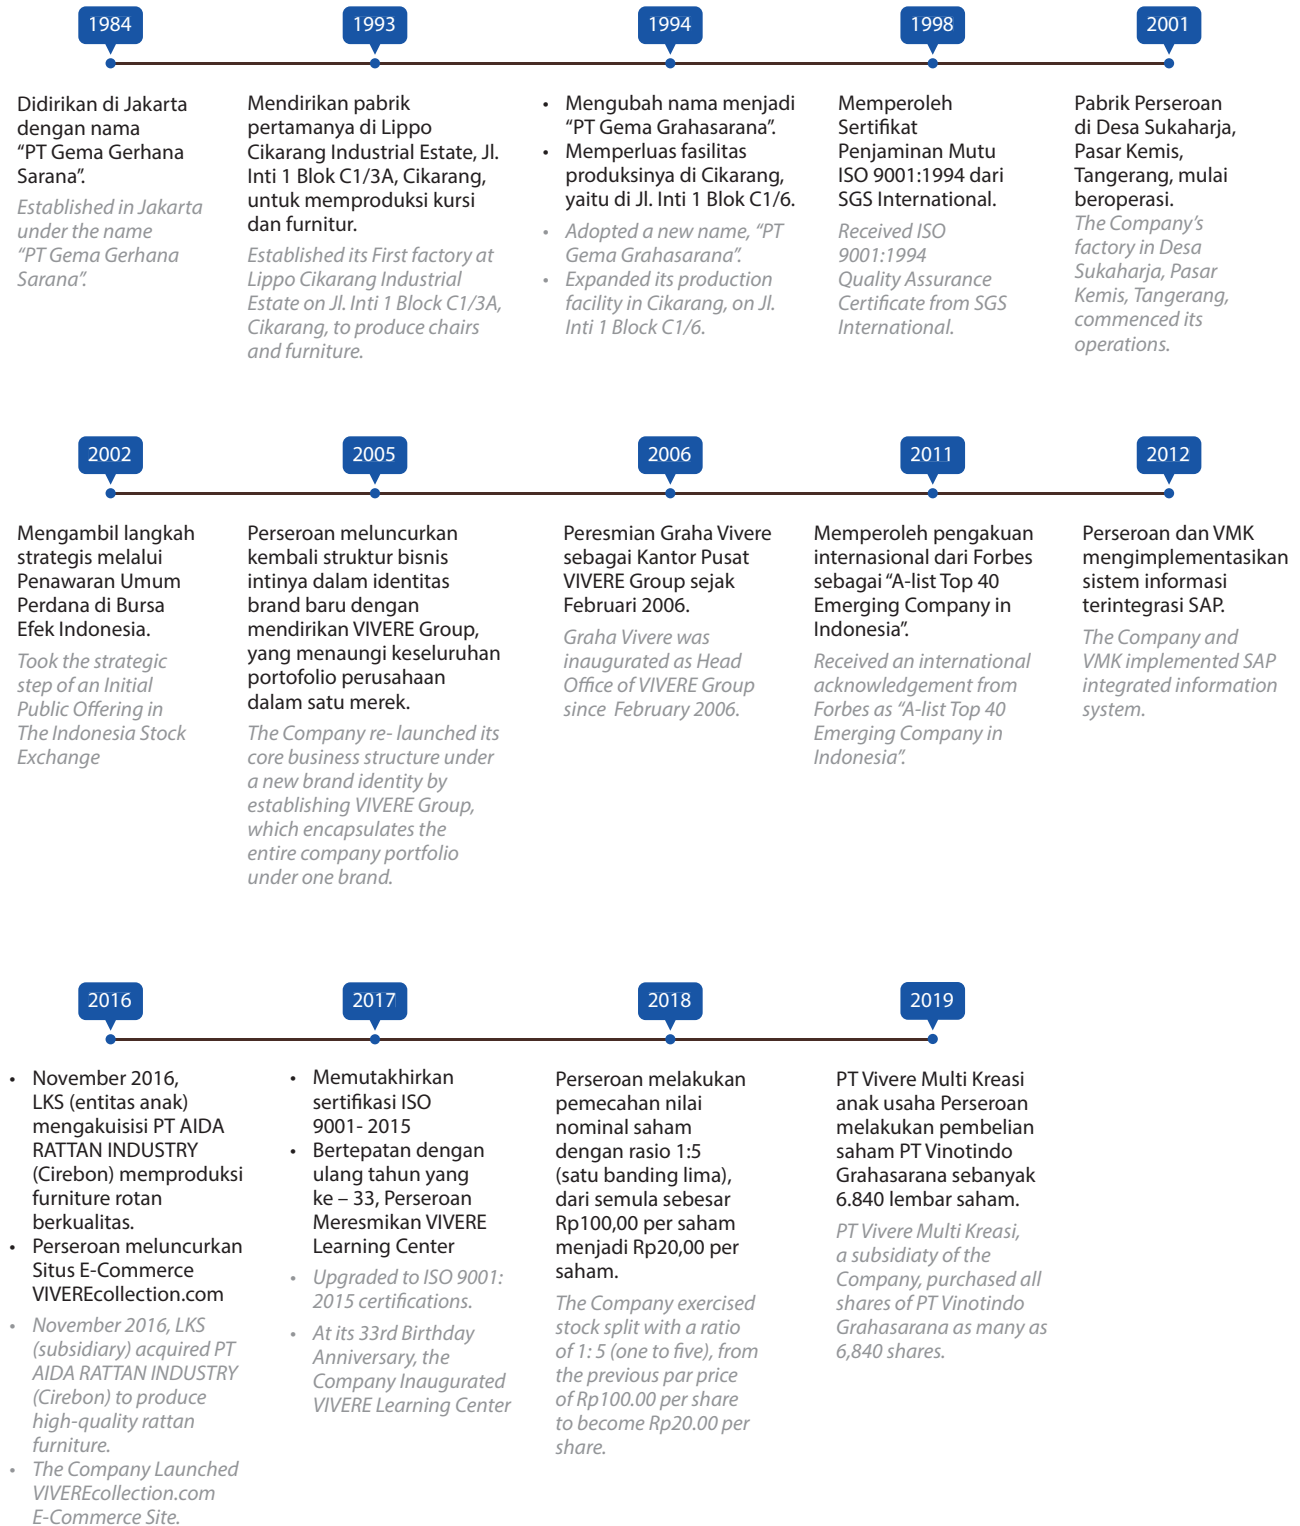 1984
Didirikan di Jakarta
dengan nama
“PT Gema Gerhana
Sarana”.
Established in Jakarta
under the name
“PT Gema Gerhana
Sarana”.
1993
Mendirikan pabrik
pertamanya di Lippo
Cikarang Industrial Estate, Jl.
Inti 1 Blok C1/3A, Cikarang,
untuk memproduksi kursi
dan furnitur.
Established its First factory at
Lippo Cikarang Industrial
Estate on Jl. Inti 1 Block C1/3A,
Cikarang, to produce chairs
and furniture.
1994
• Mengubah nama menjadi
“PT Gema Grahasarana”.
• Memperluas fasilitas
produksinya di Cikarang,
yaitu di Jl. Inti 1 Blok C1/6.
• Adopted a new name, “PT
Gema Grahasarana”.
• Expanded its production
facility in Cikarang, on Jl.
Inti 1 Block C1/6.
1998
Memperoleh
Sertifikat
Penjaminan Mutu
ISO 9001:1994 dari
SGS International.
Received ISO
9001:1994
Quality Assurance
Certificate from SGS
International.
2001
Pabrik Perseroan
di Desa Sukaharja,
Pasar Kemis,
Tangerang, mulai
beroperasi.
The Company’s
factory in Desa
Sukaharja, Pasar
Kemis, Tangerang,
commenced its
operations.
2002
Mengambil langkah
strategis melalui
Penawaran Umum
Perdana di Bursa
Efek Indonesia.
Took the strategic
step of an Initial
Public Offering in
The Indonesia Stock
Exchange
2005
Perseroan meluncurkan
kembali struktur bisnis
intinya dalam identitas
brand baru dengan
mendirikan VIVERE Group,
yang menaungi keseluruhan
portofolio perusahaan
dalam satu merek.
The Company re- launched its
core business structure under
a new brand identity by
establishing VIVERE Group,
which encapsulates the
entire company portfolio
under one brand.
2006
Peresmian Graha Vivere
sebagai Kantor Pusat
VIVERE Group sejak
Februari 2006.
Graha Vivere was
inaugurated as Head
Office of VIVERE Group
since February 2006.
2011
Memperoleh pengakuan
internasional dari Forbes
sebagai “A-list Top 40
Emerging Company in
Indonesia”.
Received an international
acknowledgement from
Forbes as “A-list Top 40
Emerging Company in
Indonesia”.
2012
Perseroan dan VMK
mengimplementasikan
sistem informasi
terintegrasi SAP.
The Company and
VMK implemented SAP
integrated information
system.
2016
• November 2016,
LKS (entitas anak)
mengakuisisi PT AIDA
RATTAN INDUSTRY
(Cirebon) memproduksi
furniture rotan
berkualitas.
• Perseroan meluncurkan
Situs E-Commerce
VIVEREcollection.com
• November 2016, LKS
(subsidiary) acquired PT
AIDA RATTAN INDUSTRY
(Cirebon) to produce
high-quality rattan
furniture.
• The Company Launched
VIVEREcollection.com
E-Commerce Site.
2017
• Memutakhirkan
sertifikasi ISO
9001- 2015
• Bertepatan dengan
ulang tahun yang
ke – 33, Perseroan
Meresmikan VIVERE
Learning Center
• Upgraded to ISO 9001:
2015 certifications.
• At its 33rd Birthday
Anniversary, the
Company Inaugurated
VIVERE Learning Center
2018
Perseroan melakukan
pemecahan nilai
nominal saham
dengan rasio 1:5
(satu banding lima),
dari semula sebesar
Rp100,00 per saham
menjadi Rp20,00 per
saham.
The Company exercised
stock split with a ratio
of 1: 5 (one to five), from
the previous par price
of Rp100.00 per share
to become Rp20.00 per
share.
2019
PT Vivere Multi Kreasi
anak usaha Perseroan
melakukan pembelian
saham PT Vinotindo
Grahasarana sebanyak
6.840 lembar saham.
PT Vivere Multi Kreasi,
a subsidiaty of the
Company, purchased all
shares of PT Vinotindo
Grahasarana as many as
6,840 shares.